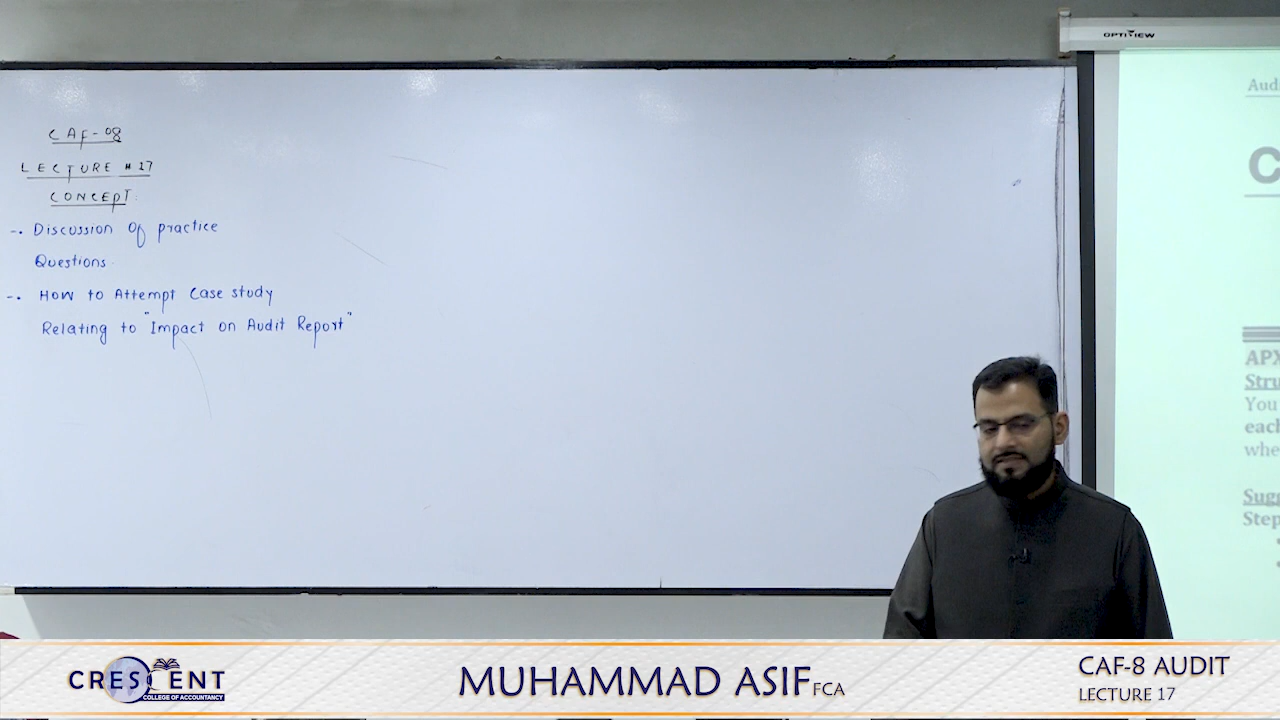 OPTIVIEW
CAF-08
LECTURE # 17
CONCEPT
-. Discussion of practice
Questions.
-. How to Attempt Case study
Relating to "Impact on Audit Report"
Aud
C
APX
Stru
You
each
whe
Sugg
Step
CRESCENT
COLLEGE OF ACCOUNTANCY
MUHAMMAD ASIF FCA
CAF-8 AUDIT
LECTURE 17